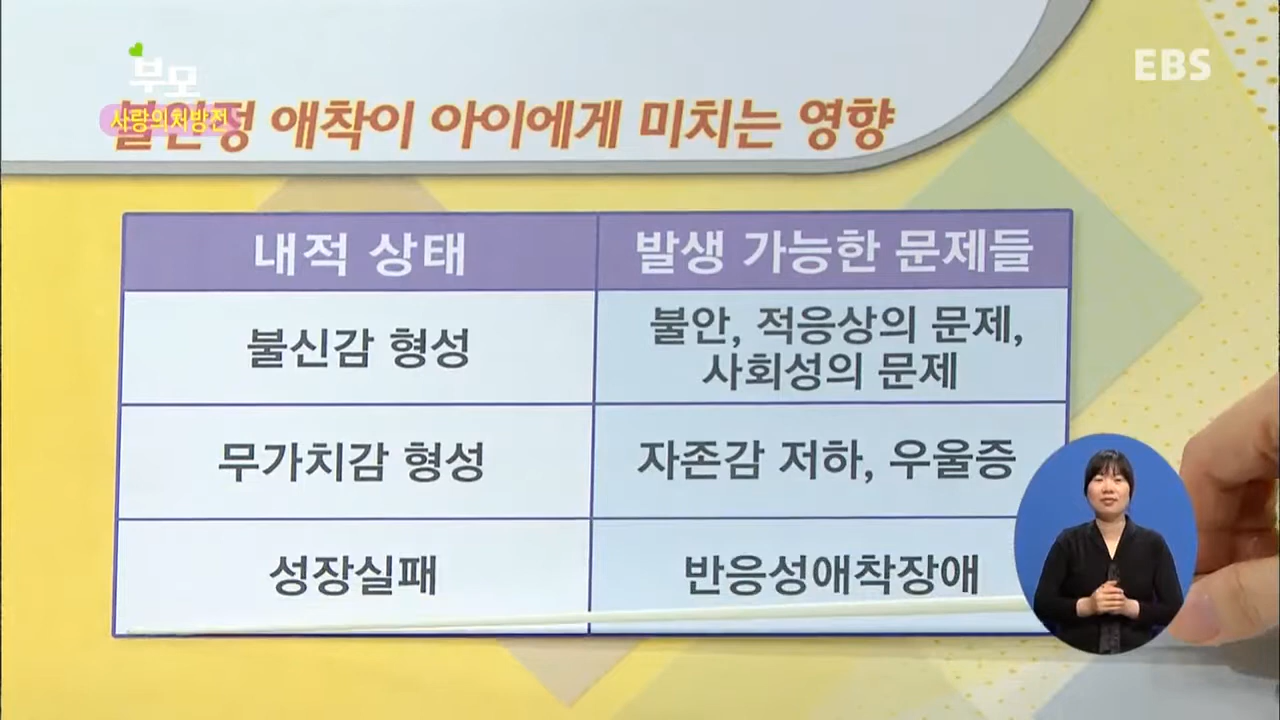 부모
EBS
사랑의처방전
불안정 애착이 아이에게 미치는 영향
내적 상태
발생 가능한 문제들
불신감 형성
불안, 적응상의 문제,
사회성의 문제
무가치감 형성
자존감 저하, 우울증
성장실패
반응성애착장애